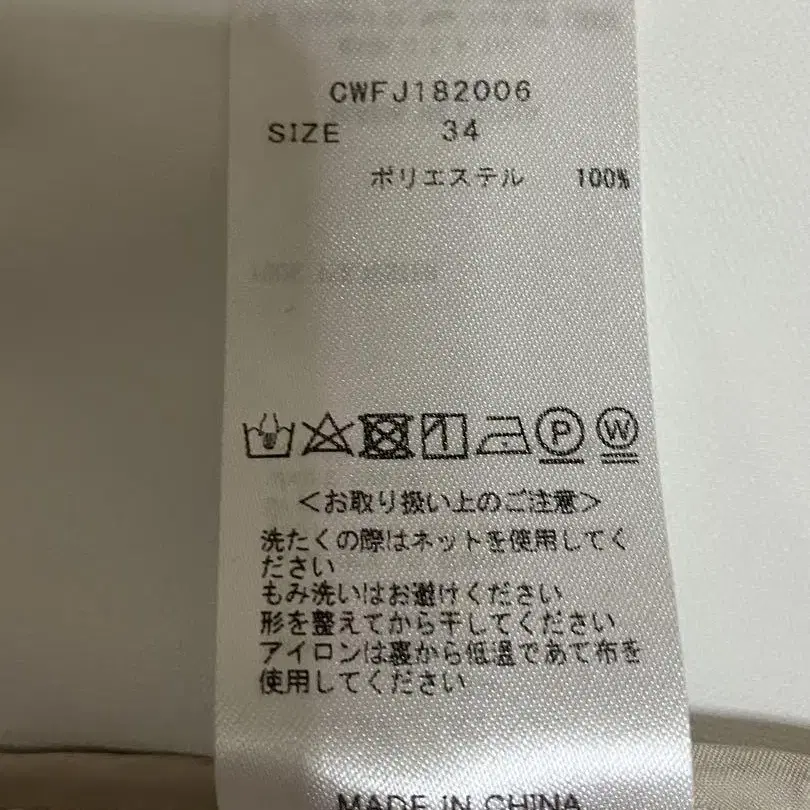 CWFJ182006
SIZE 34
ポリエステル 100%
P W
<お取り扱い上のご注意>
洗たくの際はネットを使用してく
ださい
もみ洗いはお避けください
形を整えてから干してください
アイロンは裏から低温であて布を
使用してください
MADE IN CHINA